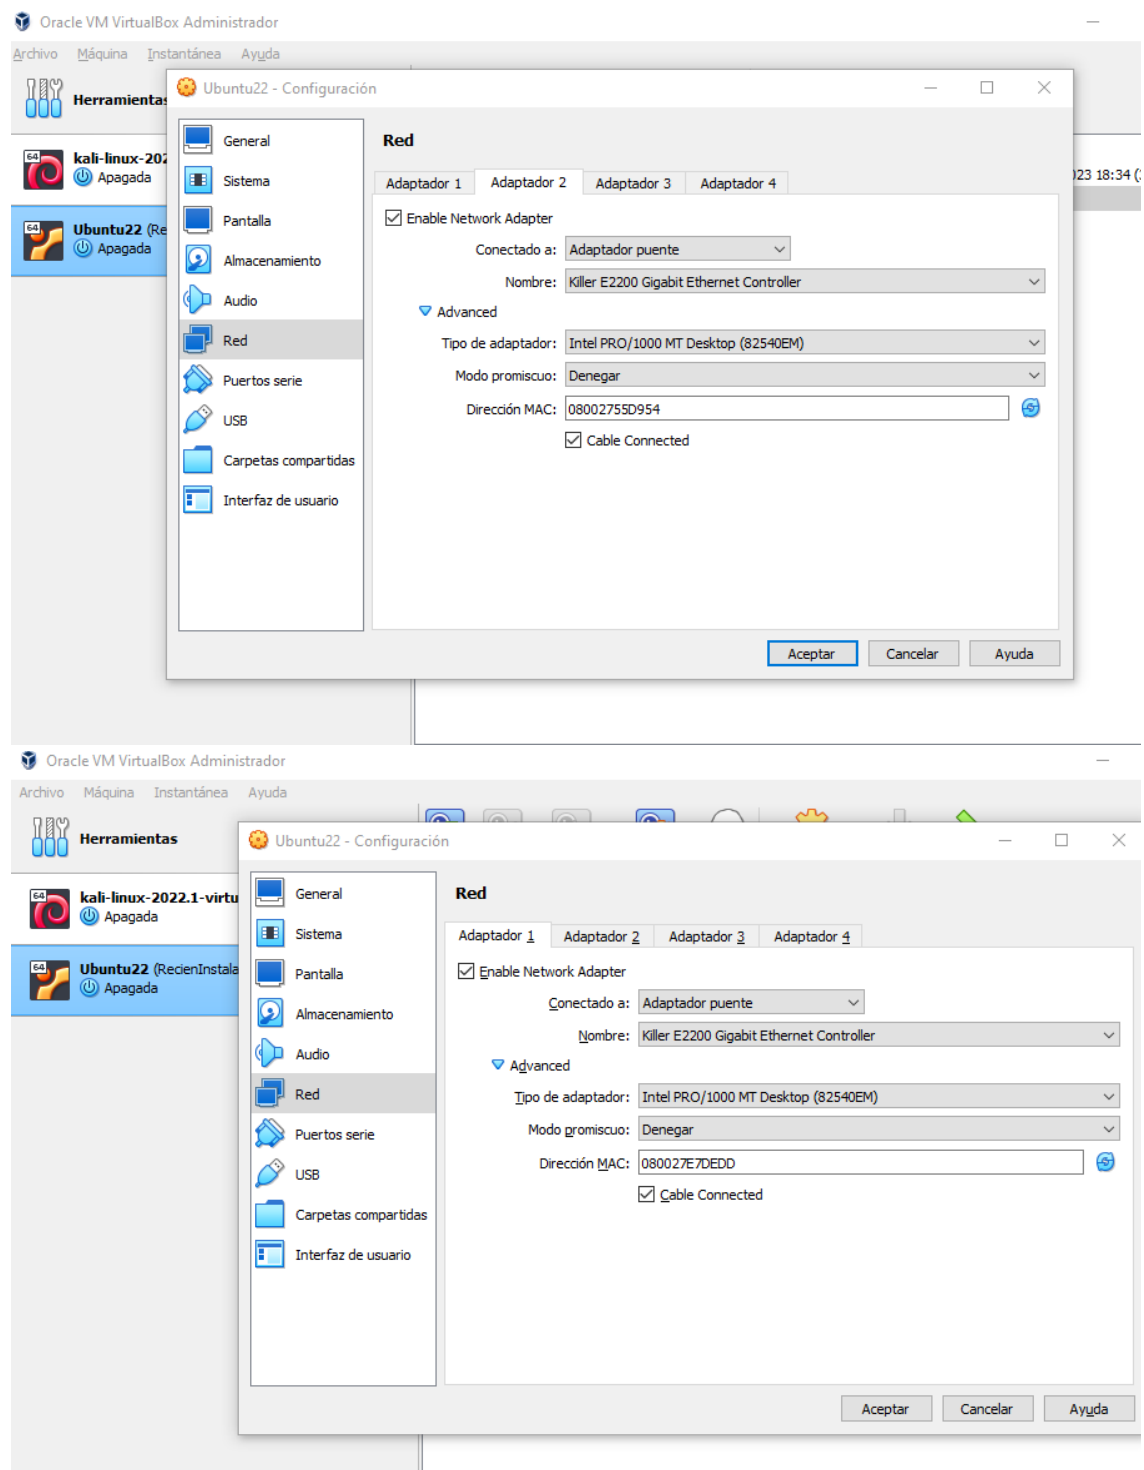 Oracle VM VirtualBox Administrador
Archivo Máquina Instantánea Ayuda
Herramientas
Ubuntu22 - Configuración
kali-linux-202
64
Apagada
023 18:34 (
Ubuntu22 (Re
64
Apagada
General
Sistema
Pantalla
Almacenamiento
Audio
Red
Puertos serie
USB
Carpetas compartidas
Interfaz de usuario
Red
Adaptador 1 Adaptador 2 Adaptador 3 Adaptador 4
Enable Network Adapter
Conectado a: Adaptador puente
Nombre: Killer E2200 Gigabit Ethernet Controller
Advanced
Tipo de adaptador: Intel PRO/1000 MT Desktop (82540EM)
Modo promiscuo: Denegar
Dirección MAC: 08002755D954
Cable Connected
Aceptar Cancelar Ayuda
Oracle VM VirtualBox Administrador
Archivo Máquina Instantánea Ayuda
Herramientas
Ubuntu22 - Configuración
64
kali-linux-2022.1-virtu
Apagada
64
Ubuntu22 (RecienInstala
Apagada
General
Sistema
Pantalla
Almacenamiento
Audio
Red
Puertos serie
USB
Carpetas compartidas
Interfaz de usuario
Red
Adaptador 1 Adaptador 2 Adaptador 3 Adaptador 4
Enable Network Adapter
Conectado a: Adaptador puente
Nombre: Killer E2200 Gigabit Ethernet Controller
Advanced
Tipo de adaptador: Intel PRO/1000 MT Desktop (82540EM)
Modo promiscuo: Denegar
Dirección MAC: 080027E7DEDD
Cable Connected
Aceptar Cancelar Ayuda